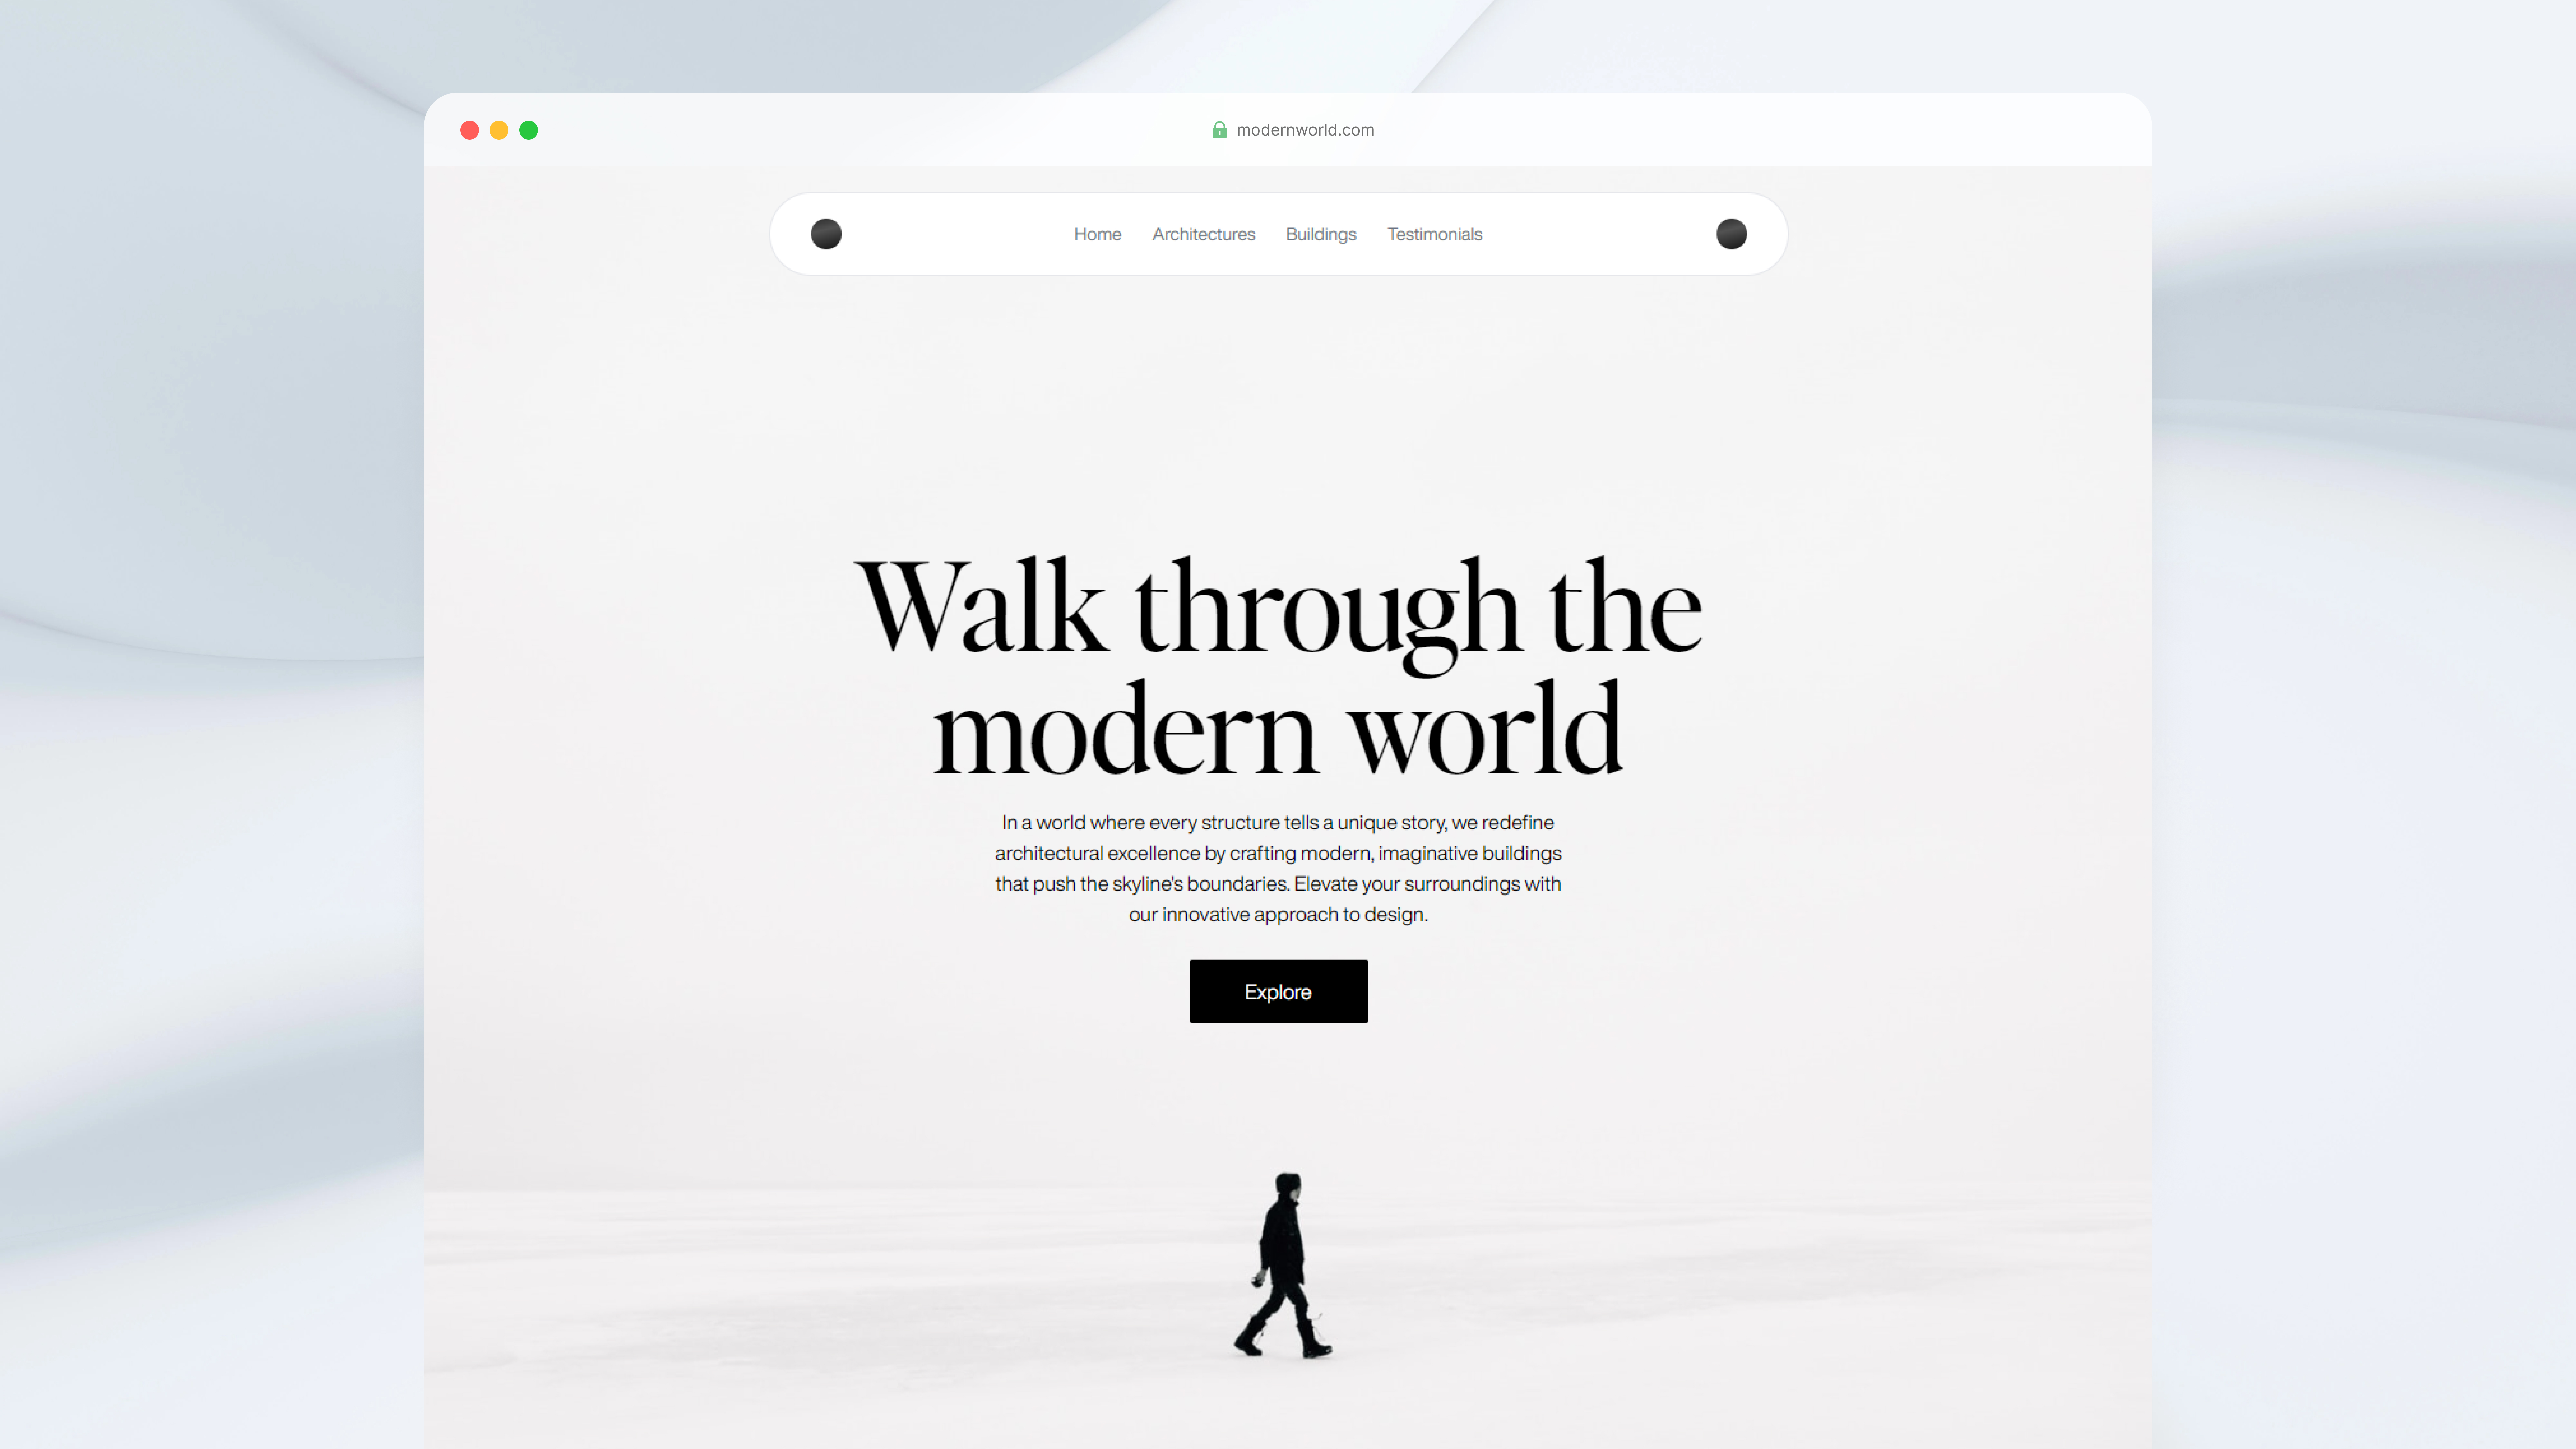 modernworld.com
Home Architectures Buildings Testimonials
Walk through the
modern world
In a world where every structure tells a unique story, we redefine
architectural excellence by crafting modern, imaginative buildings
that push the skyline's boundaries. Elevate your surroundings with
our innovative approach to design.
Explore